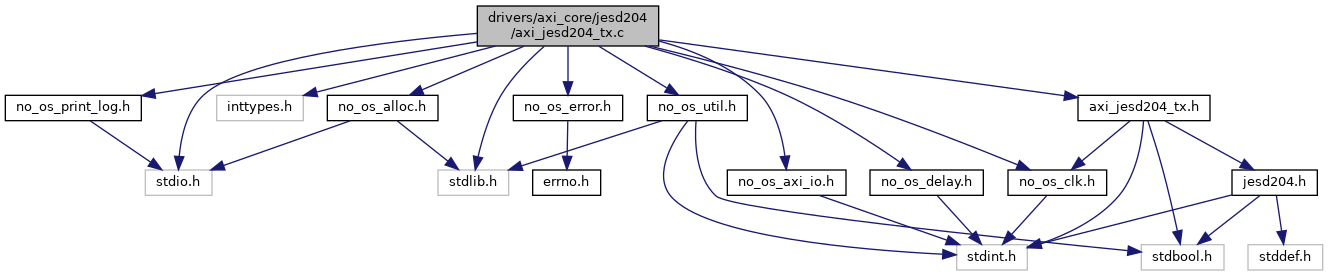 drivers/axi_core/jesd204
/axi_jesd204_tx.c
no_os_print_log.h
inttypes.h
no_os_alloc.h
no_os_error.h
no_os_util.h
axi_jesd204_tx.h
stdio.h
stdlib.h
errno.h
no_os_axi_io.h
no_os_delay.h
no_os_clk.h
jesd204.h
stdint.h
stdbool.h
stddef.h